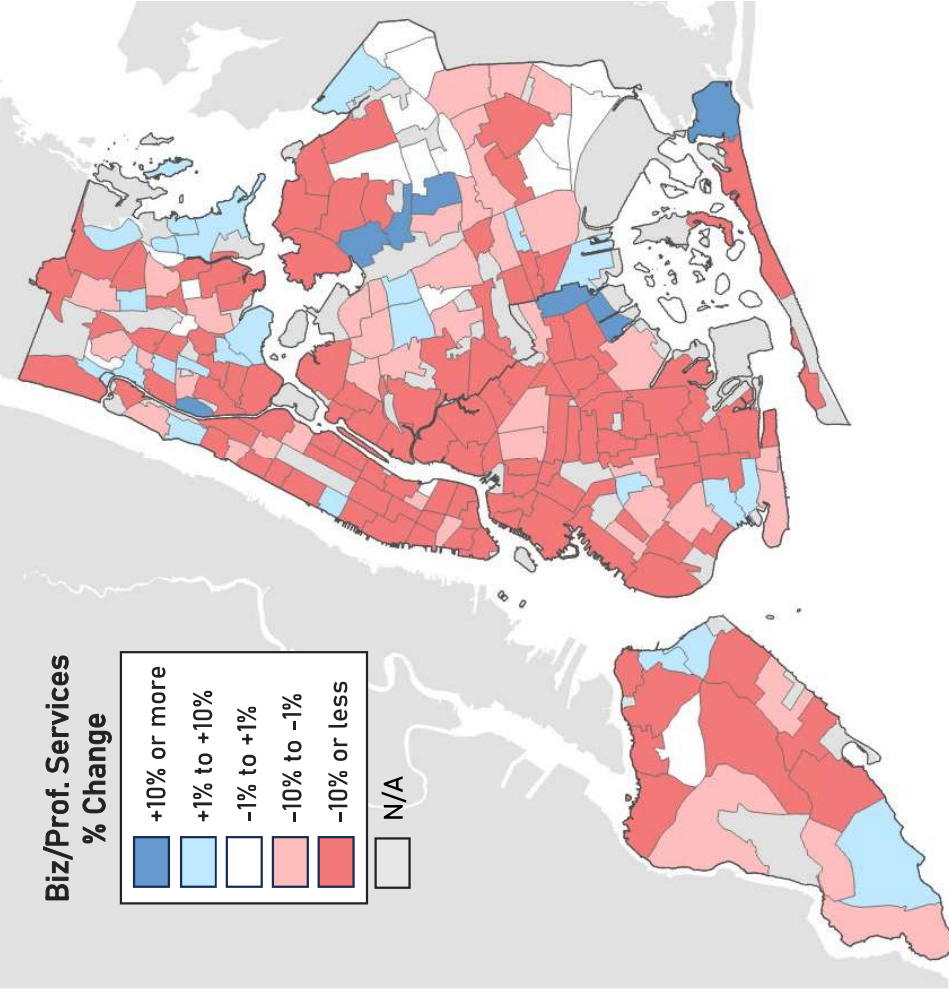 Biz/Prof. Services
% Change
+10% or more
+1% to +10%
-1% to +1%
-10% to -1%
-10% or less
N/A